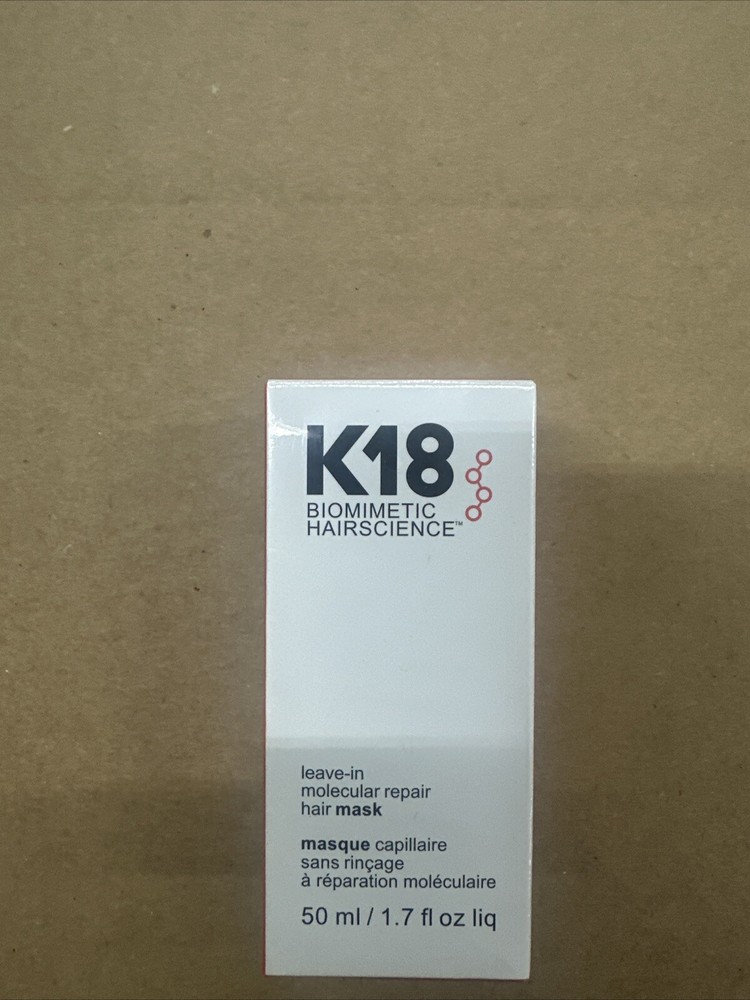 K18
BIOMIMETIC
HAIRSCIENCE™
leave-in
molecular repair
hair mask
masque capillaire
sans rinçage
à réparation moléculaire
50 ml / 1.7 fl oz liq